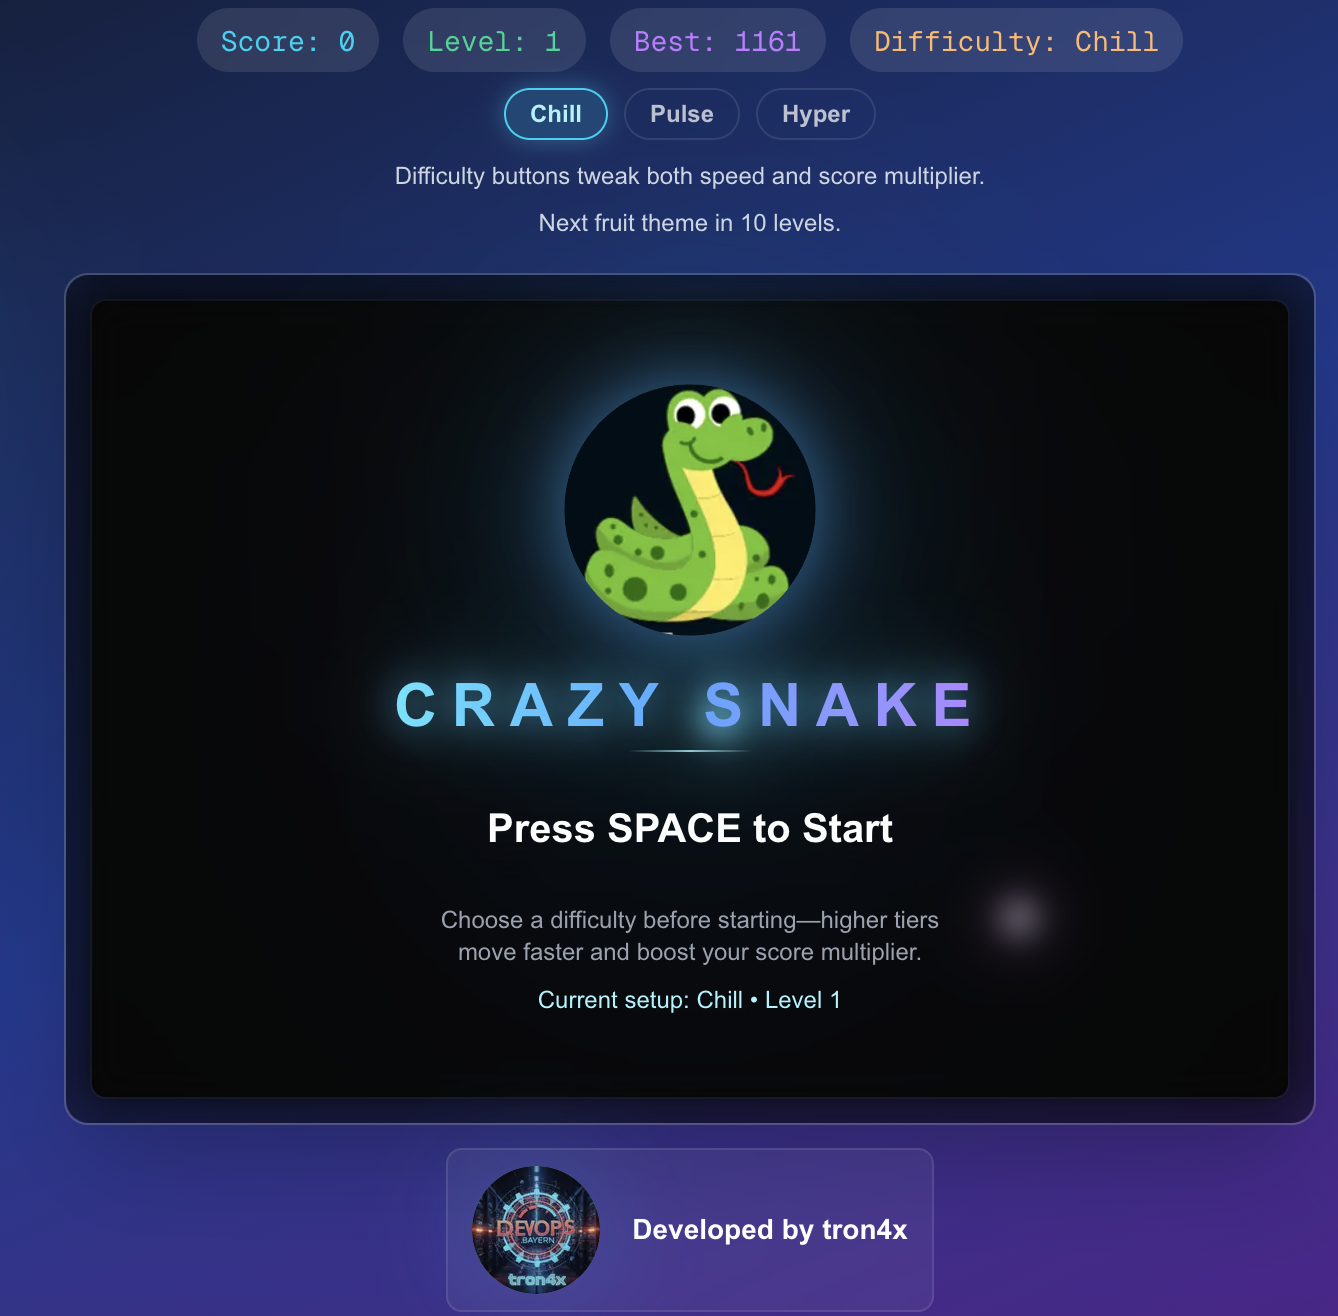 Score: 0 Level: 1 Best: 1161 Difficulty: Chill
Chill Pulse Hyper
Difficulty buttons tweak both speed and score multiplier.
Next fruit theme in 10 levels.
CRAZY SNAKE
Press SPACE to Start
Choose a difficulty before starting—higher tiers
move faster and boost your score multiplier.
Current setup: Chill • Level 1
DEVOPS
.BAYERN
tron4x
Developed by tron4x